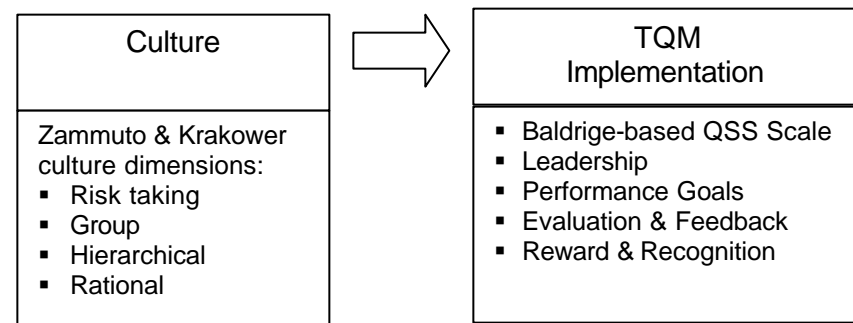 Culture
Zammuto & Krakower
culture dimensions:
▪ Risk taking
▪ Group
▪ Hierarchical
▪ Rational
TQM
Implementation
▪ Baldrige-based QSS Scale
▪ Leadership
▪ Performance Goals
▪ Evaluation & Feedback
▪ Reward & Recognition